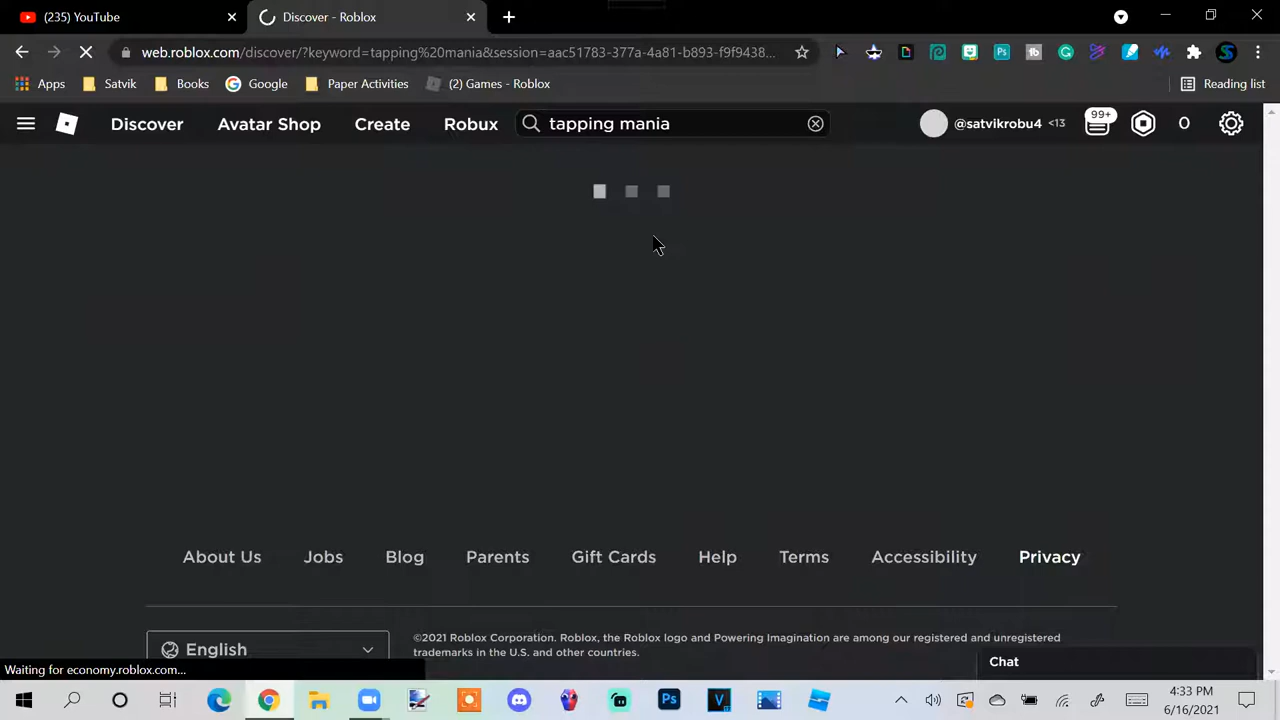 (235) YouTube
Discover - Roblox
web.roblox.com/discover/?keyword=tapping%20mania&session=aac51783-377a-4a81-b893-f9f9438...
Apps
Satvik
Books
Google
Paper Activities
(2) Games - Roblox
Reading list
Discover
Avatar Shop
Create
Robux
tapping mania
@satvikrobu4 <13
99+
0
About Us
Jobs
Blog
Parents
Gift Cards
Help
Terms
Accessibility
Privacy
English
©2021 Roblox Corporation. Roblox, the Roblox logo and Powering Imagination are among our registered and unregistered
trademarks in the U.S. and other countries.
Chat
Waiting for economy.roblox.com...
Ps
V
4:33 PM
6/16/2021